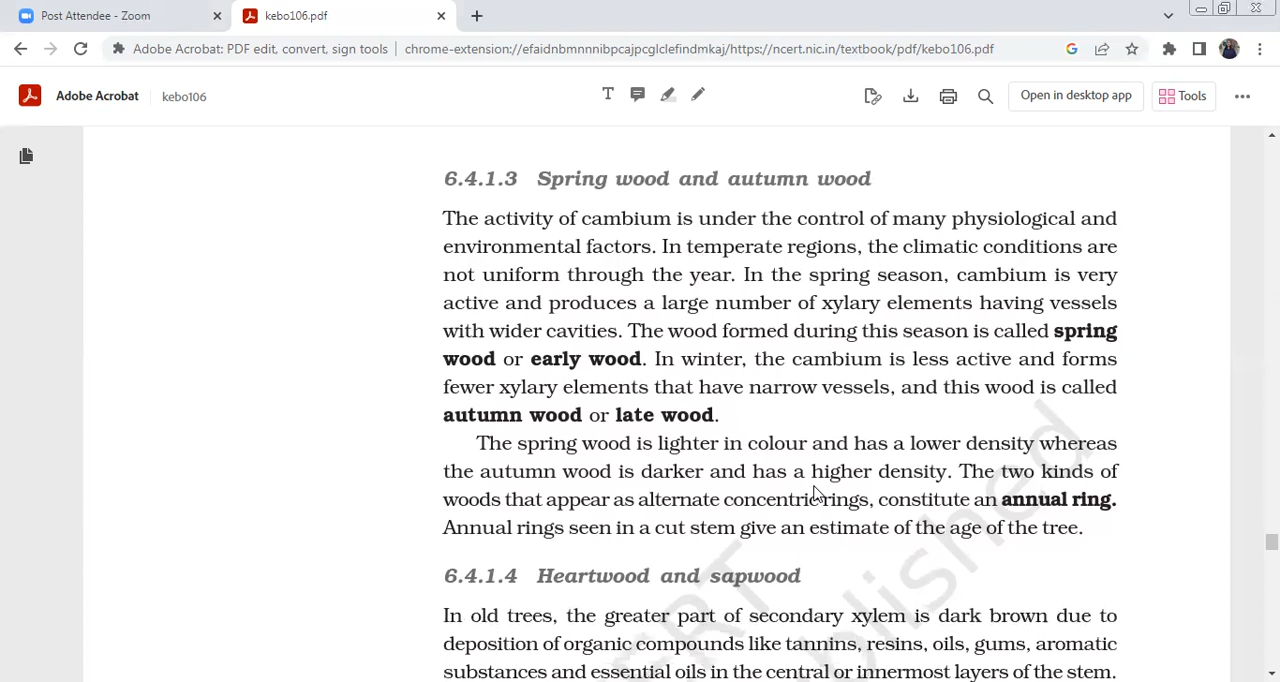 Post Attendee - Zoom
kebo106.pdf
Adobe Acrobat: PDF edit, convert, sign tools | chrome-extension://efaidnbmnnnibpcajpcglclefindmkaj/https://ncert.nic.in/textbook/pdf/kebo106.pdf
Adobe Acrobat kebo106 Open in desktop app Tools
6.4.1.3 Spring wood and autumn wood
The activity of cambium is under the control of many physiological and
environmental factors. In temperate regions, the climatic conditions are
not uniform through the year. In the spring season, cambium is very
active and produces a large number of xylary elements having vessels
with wider cavities. The wood formed during this season is called spring
wood or early wood. In winter, the cambium is less active and forms
fewer xylary elements that have narrow vessels, and this wood is called
autumn wood or late wood.
The spring wood is lighter in colour and has a lower density whereas
the autumn wood is darker and has a higher density. The two kinds of
woods that appear as alternate concentric rings, constitute an annual ring.
Annual rings seen in a cut stem give an estimate of the age of the tree.
6.4.1.4 Heartwood and sapwood
In old trees, the greater part of secondary xylem is dark brown due to
deposition of organic compounds like tannins, resins, oils, gums, aromatic
substances and essential oils in the central or innermost layers of the stem.